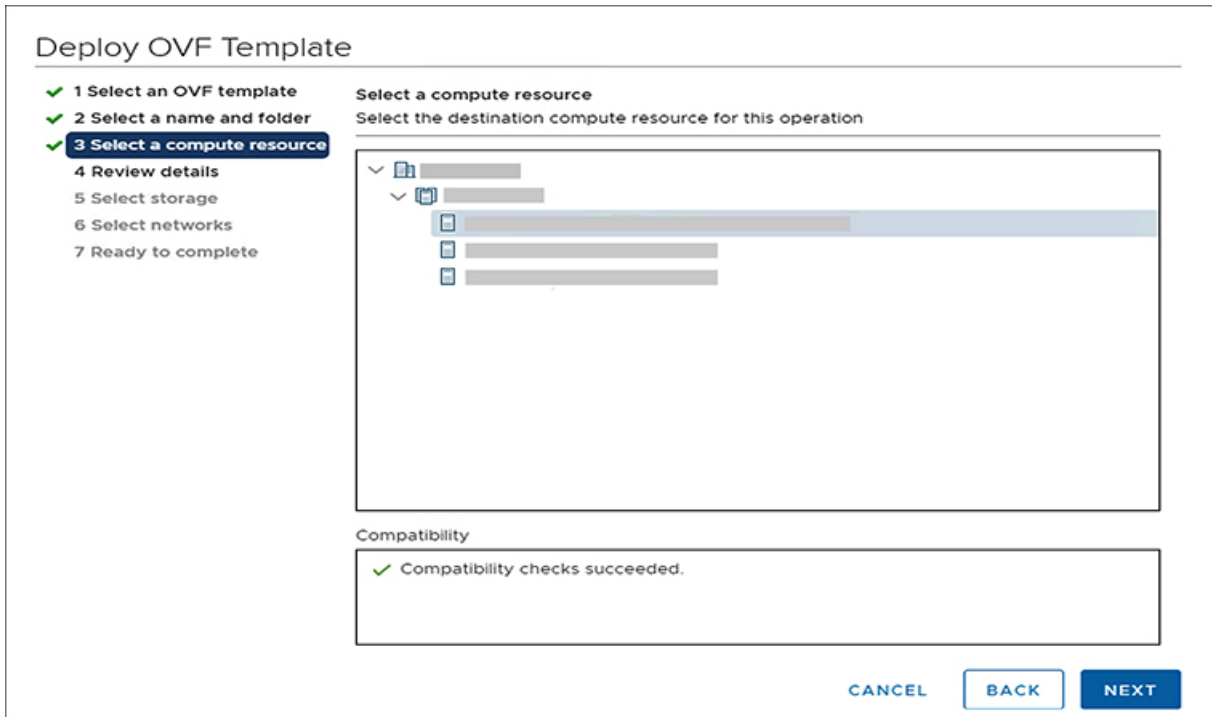 Deploy OVF Template
1 Select an OVF template
2 Select a name and folder
3 Select a compute resource
4 Review details
5 Select storage
6 Select networks
7 Ready to complete
Select a compute resource
Select the destination compute resource for this operation
Compatibility
Compatibility checks succeeded.
CANCEL
BACK
NEXT